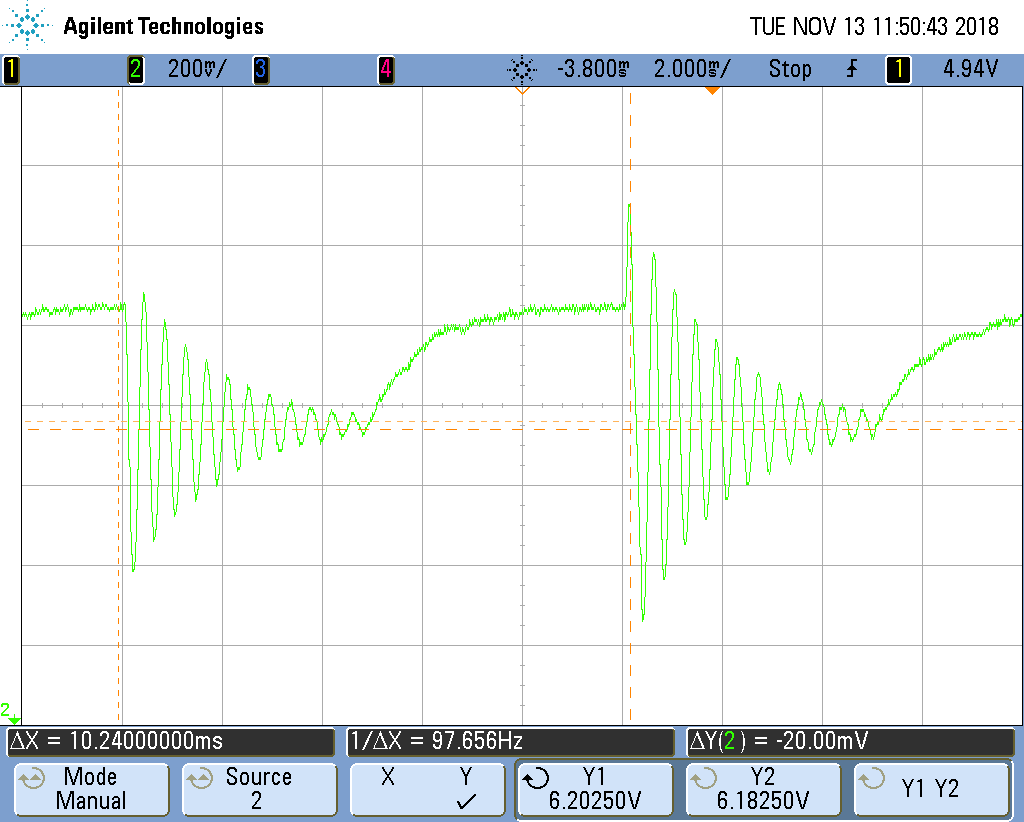 Agilent Technologies TUE NOV 13 11:50:43 2018
1 2 200mV/ 3 4 -3.800ms 2.000ms/ Stop 1 4.94V
2
ΔX = 10.24000000ms 1/ΔX = 97.656Hz ΔY(2) = -20.00mV
Mode Source X Y Y1 Y2 Y1 Y2
Manual 2 ✓ 6.20250V 6.18250V